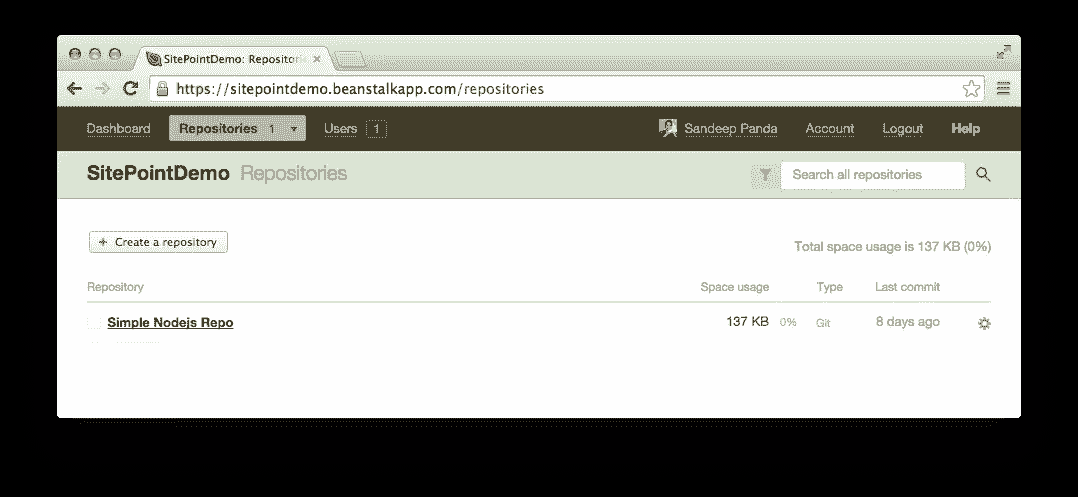 SitePointDemo: Repositori
https://sitepointdemo.beanstalkapp.com/repositories
Dashboard Repositories 1 Users 1 Sandeep Panda Account Logout Help
SitePointDemo Repositories Search all repositories
+ Create a repository
Total space usage is 137 KB (0%)
Repository Space usage Type Last commit
Simple Nodejs Repo 137 KB 0% Git 8 days ago